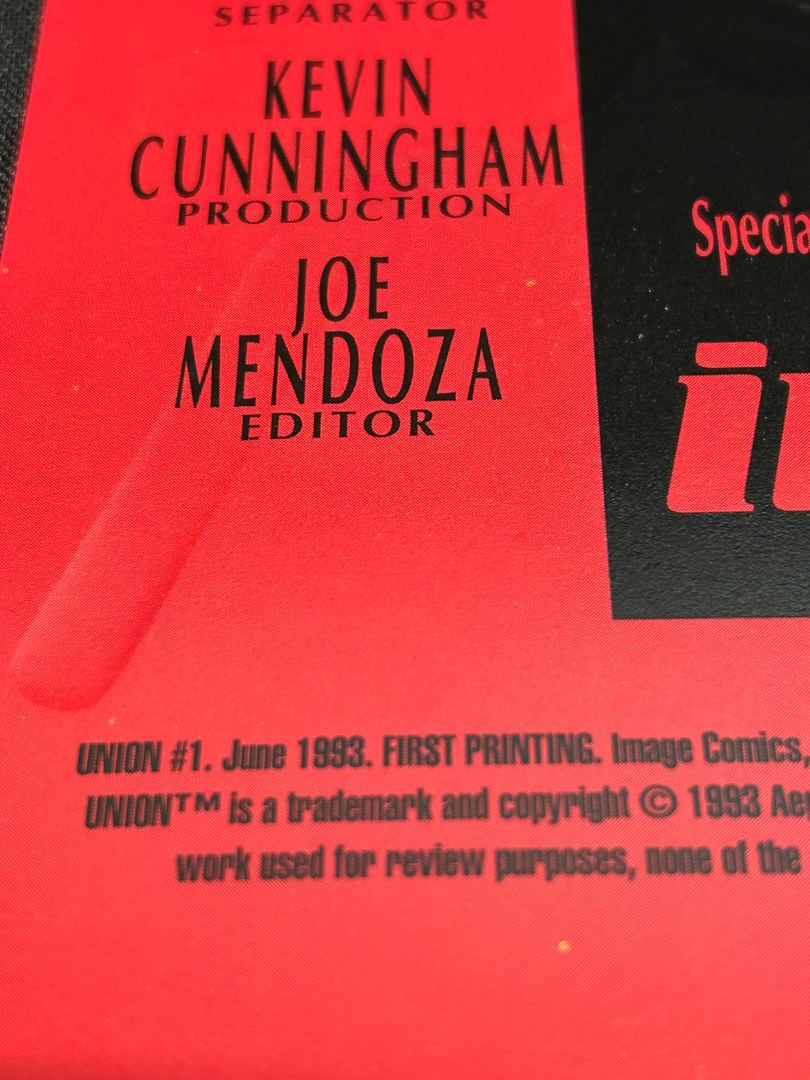 SEPARATOR
KEVIN
CUNNINGHAM
PRODUCTION
JOE
MENDOZA
EDITOR
UNION #1. June 1993. FIRST PRINTING. Image Comics,
UNION™ is a trademark and copyright © 1993
work used for review purposes, none of the